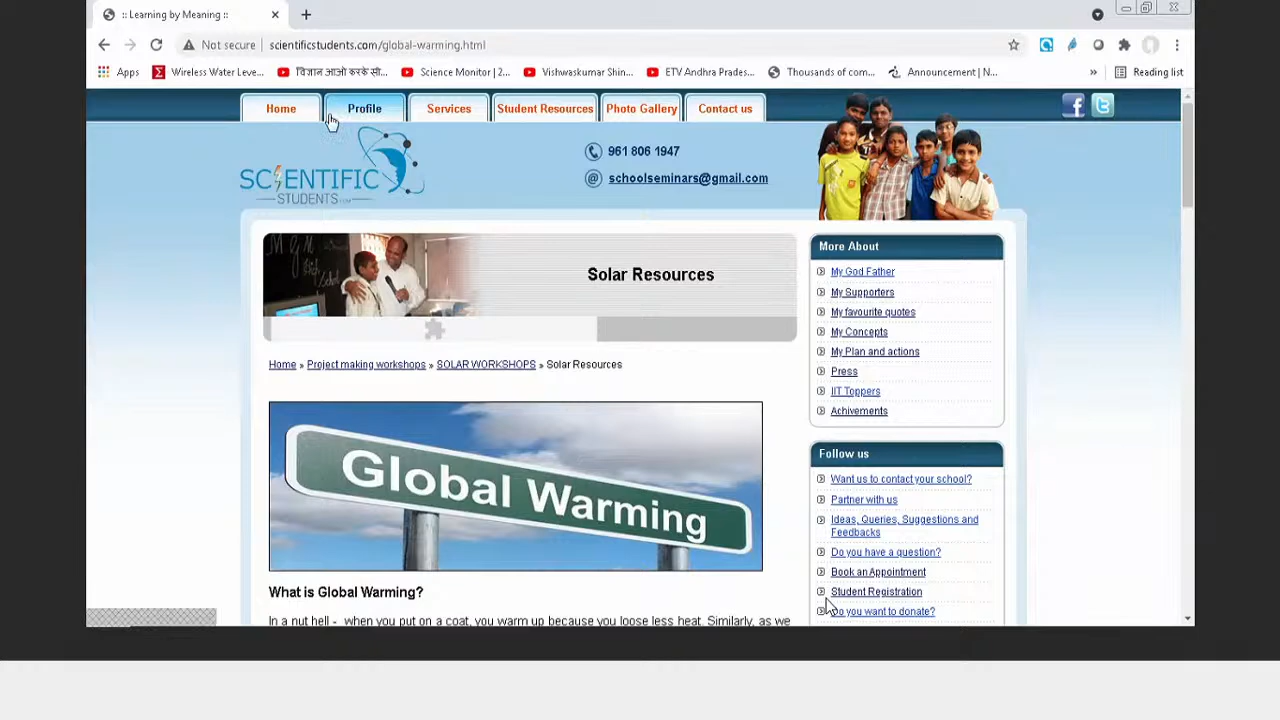 :: Learning by Meaning ::
Not secure | scientificstudents.com/global-warming.html
Apps Wireless Water Leve... विज्ञान आओ करके सी... Science Monitor | 2... Vishwaskumar Shin... ETV Andhra Prades... Thousands of com... Announcement | N... » Reading list
Home Profile Services Student Resources Photo Gallery Contact us
961 806 1947
SCIENTIFIC
STUDENTS.COM
@ schoolseminars@gmail.com
Solar Resources
Home » Project making workshops » SOLAR WORKSHOPS » Solar Resources
Global Warming
What is Global Warming?
In a nut hell - when you put on a coat, you warm up because you loose less heat. Similarly, as we
More About
My God Father
My Supporters
My favourite quotes
My Concepts
My Plan and actions
Press
IIT Toppers
Achivements
Follow us
Want us to contact your school?
Partner with us
Ideas, Queries, Suggestions and
Feedbacks
Do you have a question?
Book an Appointment
Student Registration
Do you want to donate?